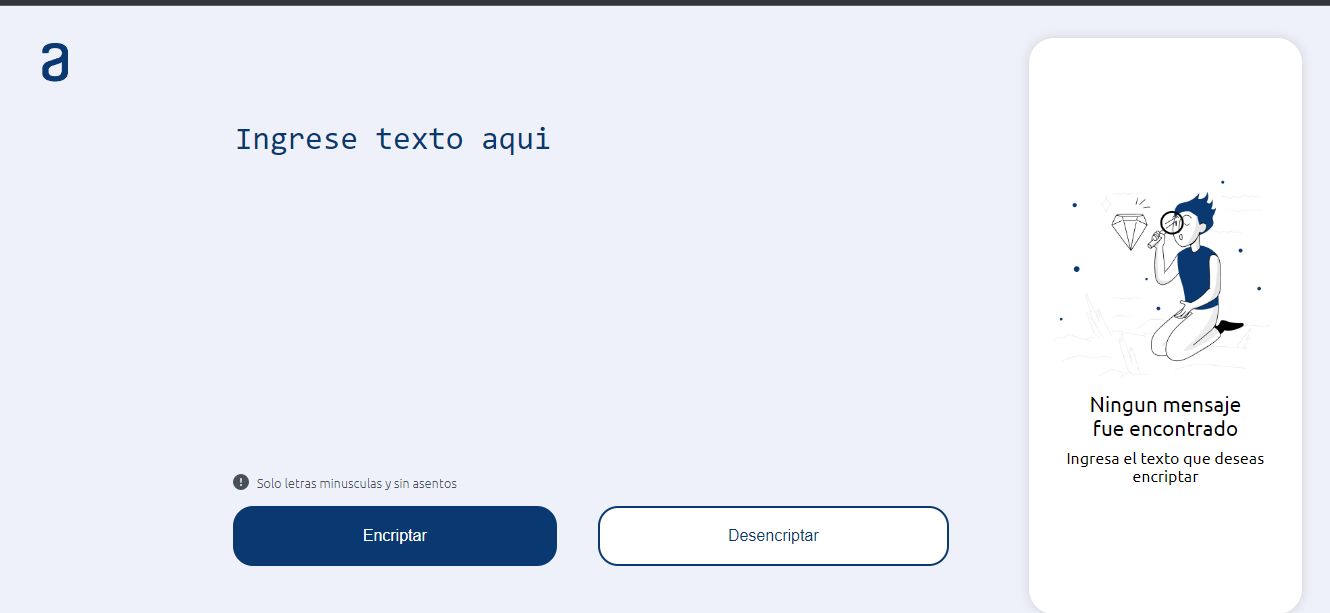 a
Ingrese texto aqui
Solo letras minusculas y sin asentos
Encriptar
Desencriptar
Ningun mensaje
fue encontrado
Ingresa el texto que deseas
encriptar